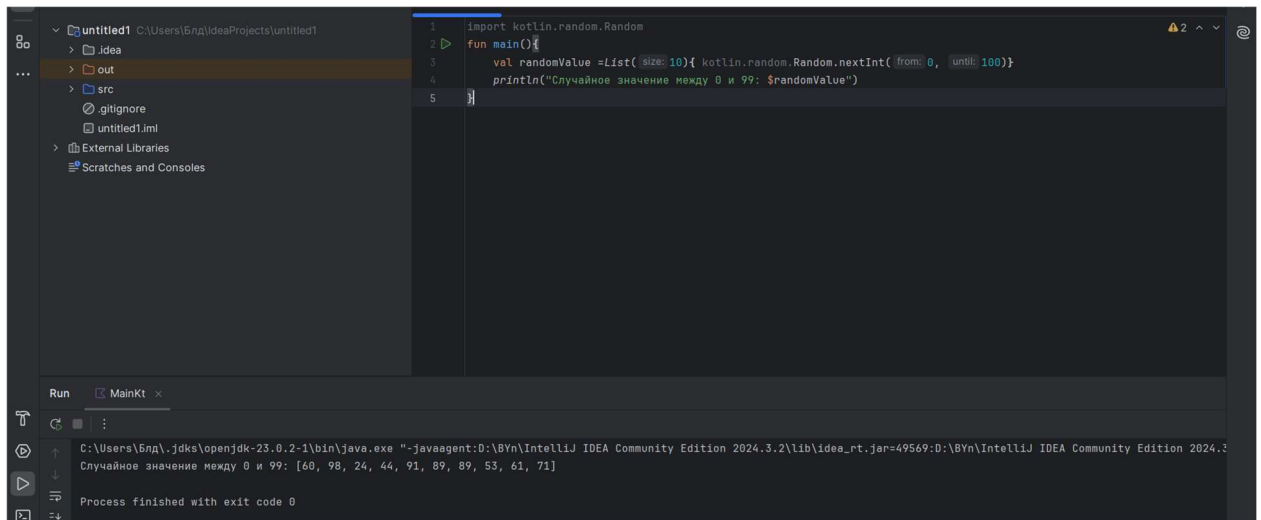 untitled1 C:\Users\Блд\IdeaProjects\untitled1
.idea
out
src
.gitignore
untitled1.iml
External Libraries
Scratches and Consoles
1 import kotlin.random.Random
2 fun main(){
3 val randomValue =List( size: 10){ kotlin.random.Random.nextInt( from: 0, until: 100)}
4 println("Случайное значение между 0 и 99: $randomValue")
5 }
2
Run MainKt
C:\Users\Блд\.jdks\openjdk-23.0.2-1\bin\java.exe "-javaagent:D:\BYn\IntelliJ IDEA Community Edition 2024.3.2\lib\idea_rt.jar=49569:D:\BYn\IntelliJ IDEA Community Edition 2024.3
Случайное значение между 0 и 99: [60, 98, 24, 44, 91, 89, 89, 53, 61, 71]
Process finished with exit code 0